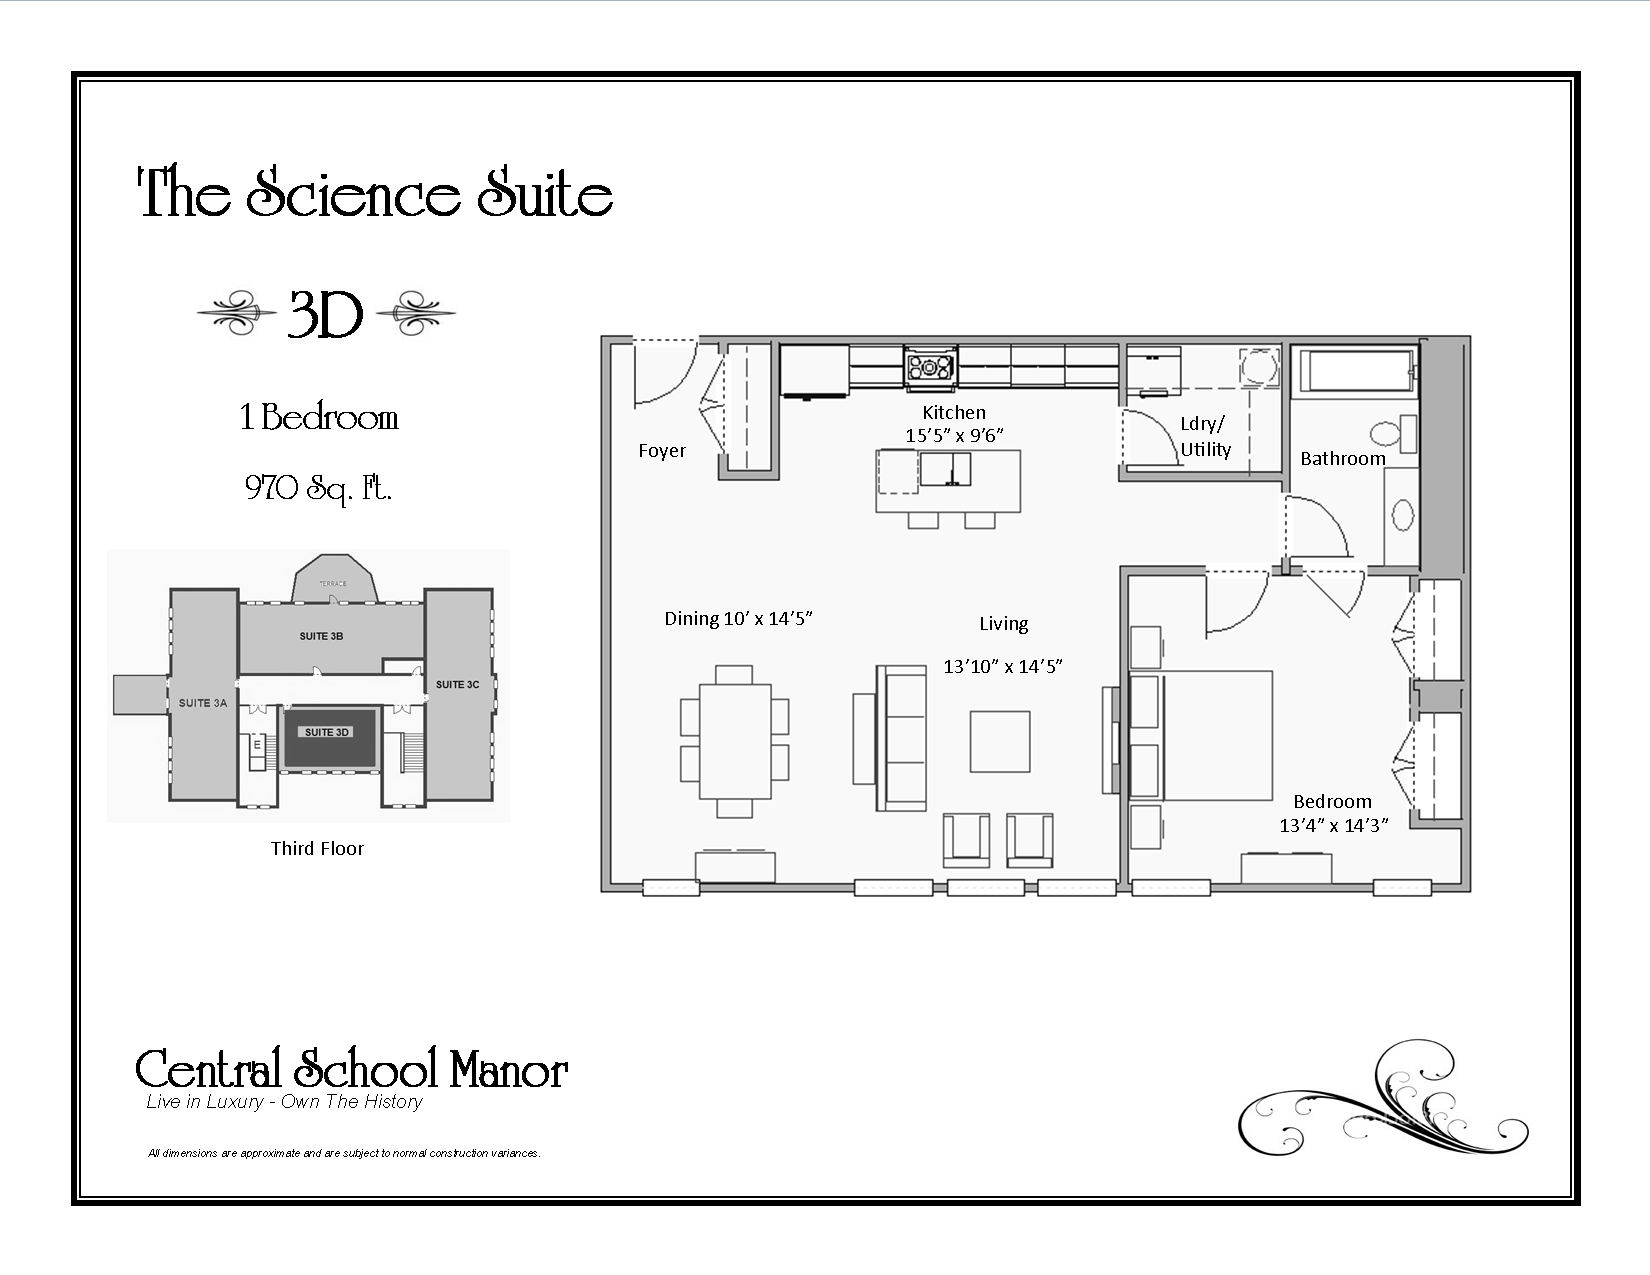 The Science Suite
3D
1 Bedroom
970 Sq. Ft.
TERRACE
SUITE 3B
SUITE 3A
SUITE 3C
SUITE 3D
E
Third Floor
Foyer
Kitchen
15’5” x 9’6”
Ldry/
Utility
Bathroom
Dining 10’ x 14’5”
Living
13’10” x 14’5”
Bedroom
13’4” x 14’3”
Central School Manor
Live in Luxury - Own The History
All dimensions are approximate and are subject to normal construction variances.